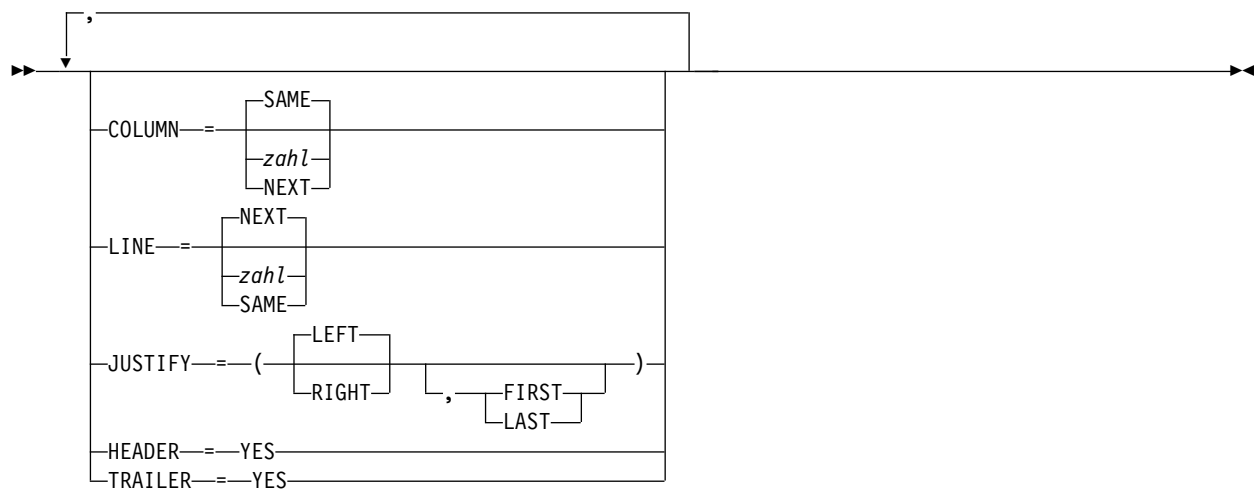 ,
SAME
COLUMN = 
zahl
NEXT
NEXT
LINE = 
zahl
SAME
LEFT
JUSTIFY = ( )
RIGHT , FIRST
LAST
HEADER = YES
TRAILER = YES